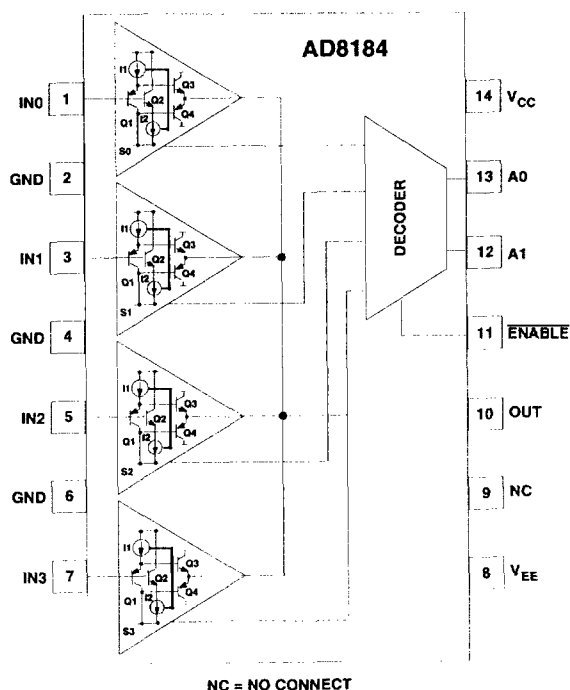 AD8184
I1
Q3
IN0 1
Q2
Q1
I2
Q4
S0
14 VCC
GND 2
13 A0
DECODER
I1
Q3
IN1 3
Q2
Q1
I2
Q4
S1
12 A1
GND 4
11 ENABLE
I1
Q3
IN2 5
Q2
Q1
I2
Q4
S2
10 OUT
GND 6
9 NC
I1
Q3
IN3 7
Q2
Q1
I2
Q4
S3
8 VEE
NC = NO CONNECT